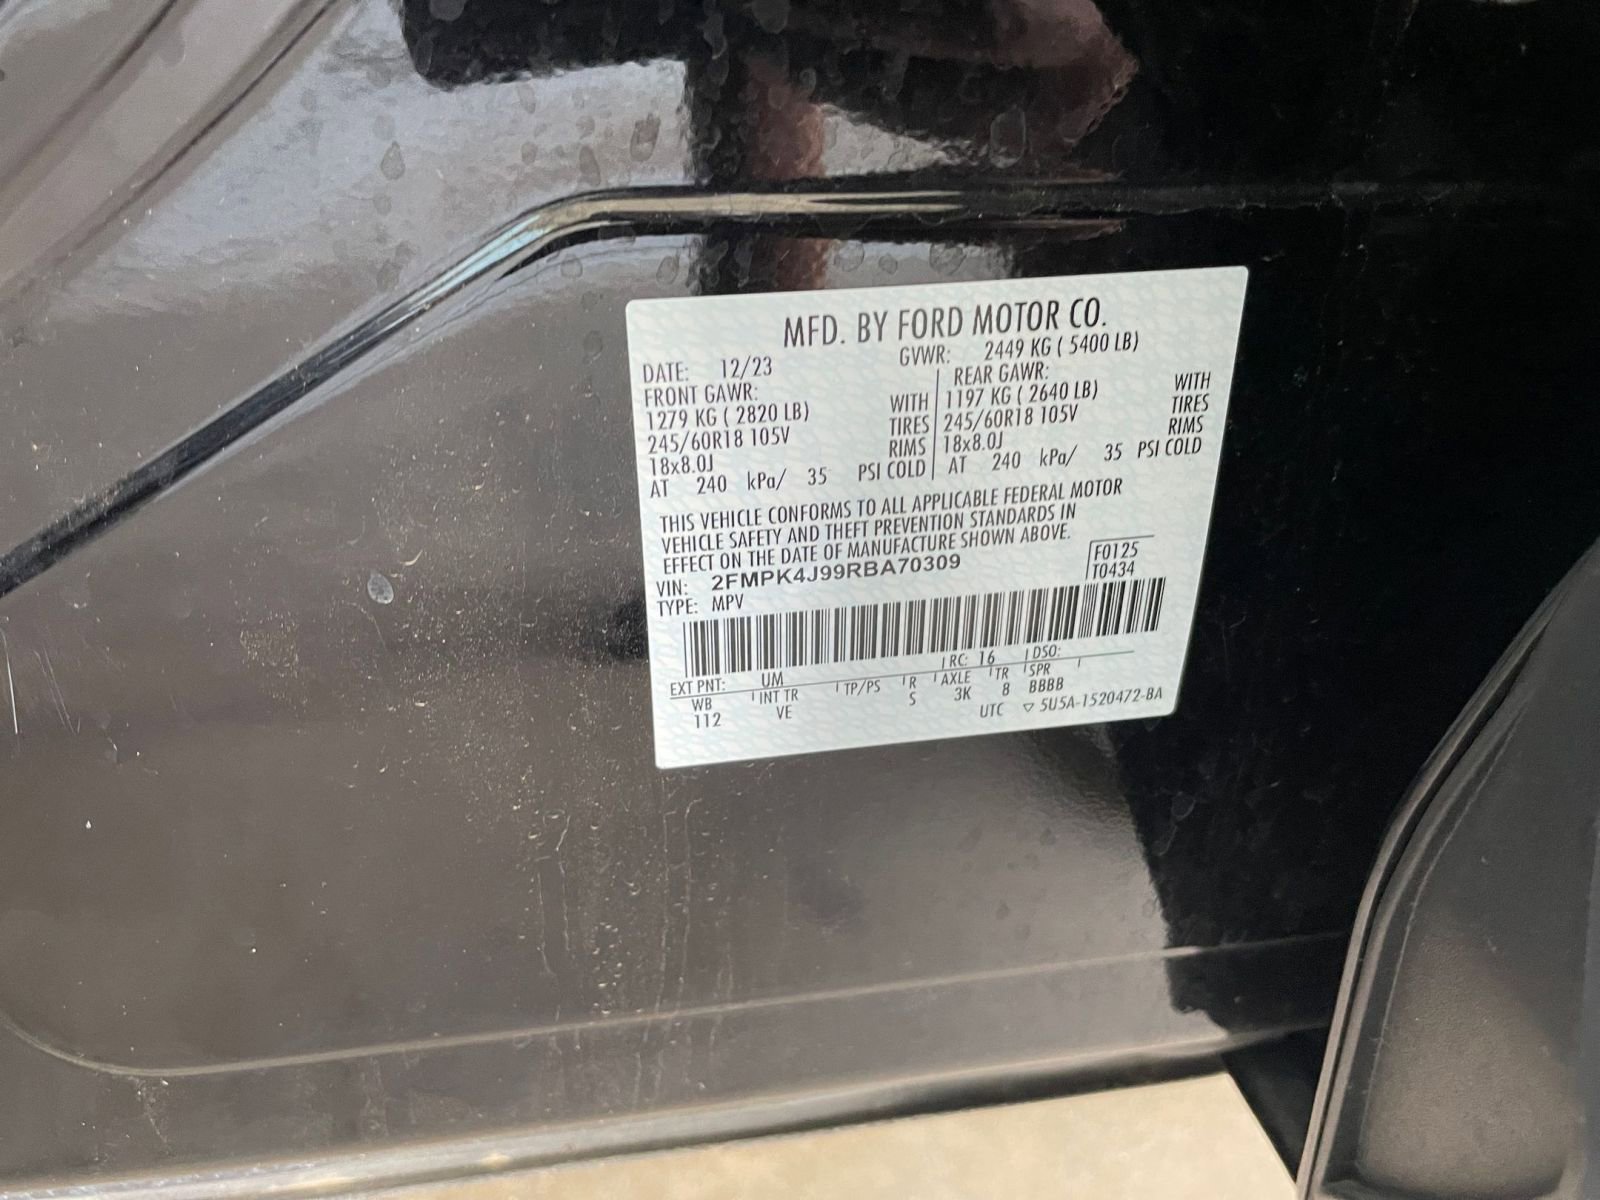 MFD. BY FORD MOTOR CO.
DATE: 12/23 GVWR: 2449 KG ( 5400 LB)
FRONT GAWR: REAR GAWR:
1279 KG ( 2820 LB) WITH 1197 KG ( 2640 LB) WITH
245/60R18 105V TIRES 245/60R18 105V TIRES
18x8.0J RIMS 18x8.0J RIMS
AT 240 kPa/ 35 PSI COLD AT 240 kPa/ 35 PSI COLD
THIS VEHICLE CONFORMS TO ALL APPLICABLE FEDERAL MOTOR
VEHICLE SAFETY AND THEFT PREVENTION STANDARDS IN
EFFECT ON THE DATE OF MANUFACTURE SHOWN ABOVE.
VIN: 2FMPK4J99RBA70309 F0125
TYPE: MPV T0434
EXT PNT: UM RC: 16 DSO:
WB INT TR TP/PS R AXLE TR SPR
112 VE S 3K 8 BBBB
UTC ▽ 5U5A-1520472-BA